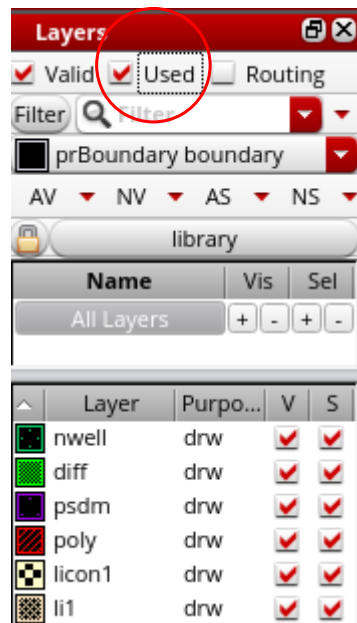 Layers
Valid Used Routing
Filter Filter
prBoundary boundary
AV NV AS NS
library
Name Vis Sel
All Layers + - + -
Layer Purpo... V S
nwell drw
diff drw
psdm drw
poly drw
licon1 drw
li1 drw